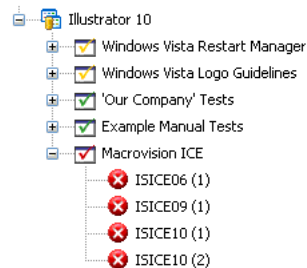 Illustrator 10
Windows Vista Restart Manager
Windows Vista Logo Guidelines
'Our Company' Tests
Example Manual Tests
Macrovision ICE
ISICE06 (1)
ISICE09 (1)
ISICE10 (1)
ISICE10 (2)